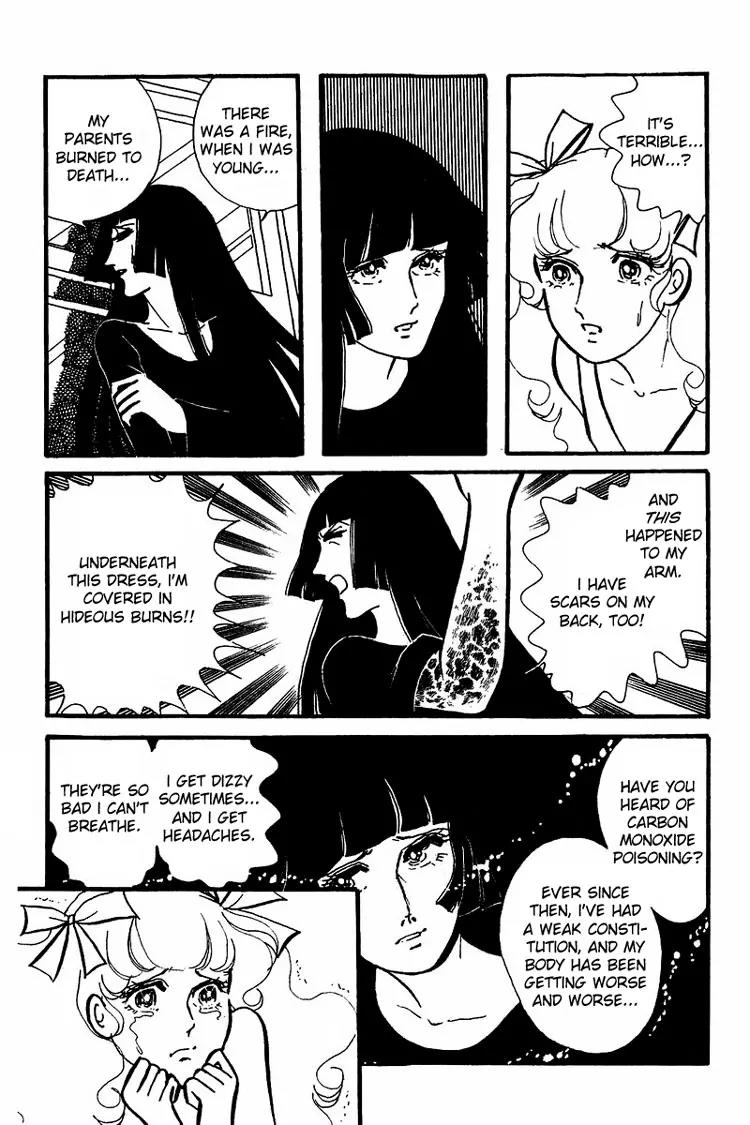 IT'S
TERRIBLE...
HOW...?
THERE
WAS A FIRE,
WHEN I WAS
YOUNG...
MY
PARENTS
BURNED TO
DEATH...
AND
THIS
HAPPENED
TO MY
ARM.
I HAVE
SCARS ON MY
BACK, TOO!
UNDERNEATH
THIS DRESS, I'M
COVERED IN
HIDEOUS BURNS!!
HAVE YOU
HEARD OF
CARBON
MONOXIDE
POISONING?
EVER SINCE
THEN, I'VE HAD
A WEAK CONSTI-
TUTION, AND MY
BODY HAS BEEN
GETTING WORSE
AND WORSE...
I GET DIZZY
SOMETIMES...
AND I GET
HEADACHES.
THEY'RE SO
BAD I CAN'T
BREATHE.